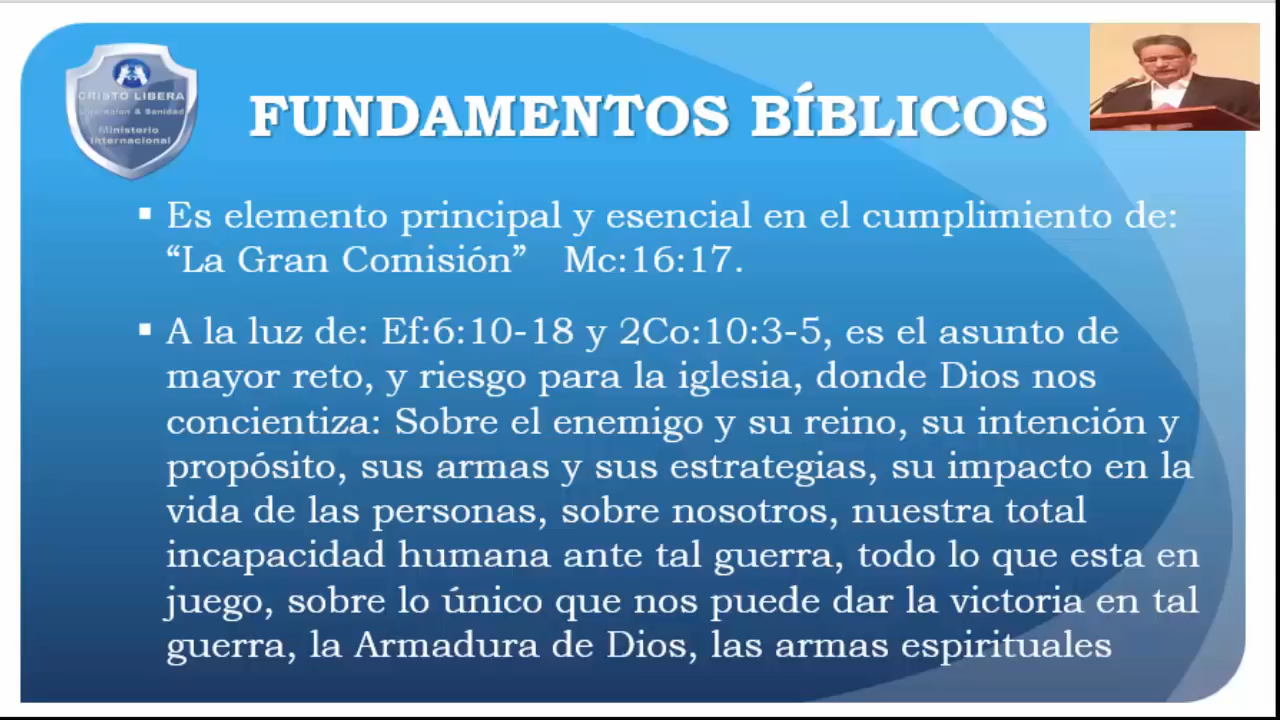 CRISTO LIBERA
Liberación & Sanidad
Ministerio
Internacional
FUNDAMENTOS BÍBLICOS
▪ Es elemento principal y esencial en el cumplimiento de:
“La Gran Comisión” Mc:16:17.
▪ A la luz de: Ef:6:10-18 y 2Co:10:3-5, es el asunto de
mayor reto, y riesgo para la iglesia, donde Dios nos
concientiza: Sobre el enemigo y su reino, su intención y
propósito, sus armas y sus estrategias, su impacto en la
vida de las personas, sobre nosotros, nuestra total
incapacidad humana ante tal guerra, todo lo que esta en
juego, sobre lo único que nos puede dar la victoria en tal
guerra, la Armadura de Dios, las armas espirituales